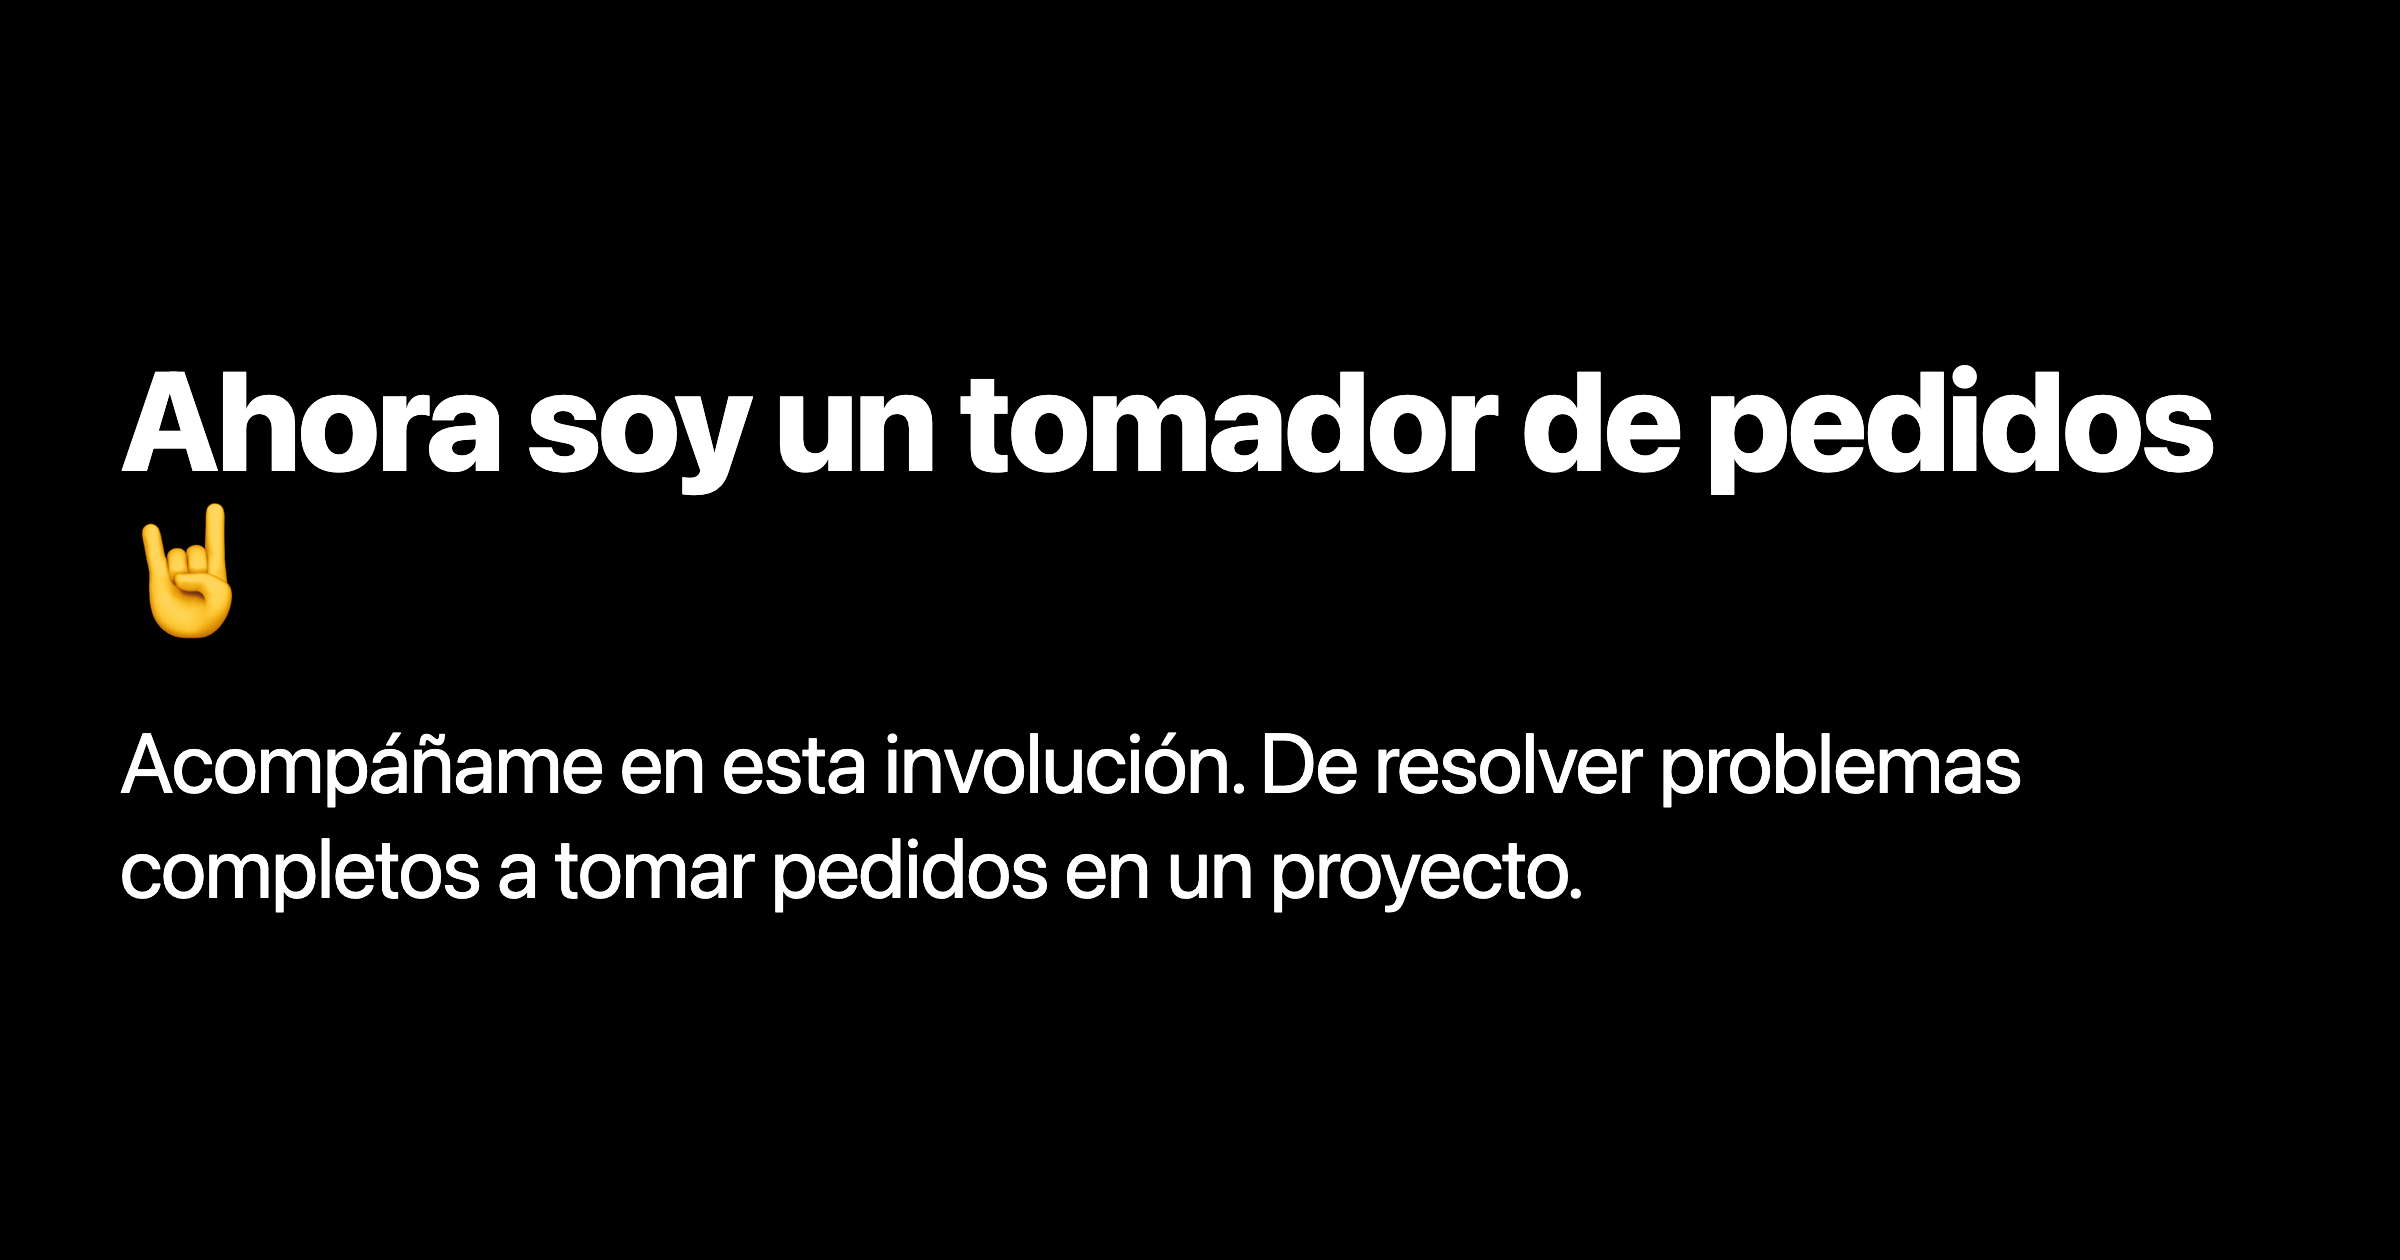 Ahora soy un tomador de pedidos
🤘
Acompáñame en esta involución. De resolver problemas
completos a tomar pedidos en un proyecto.